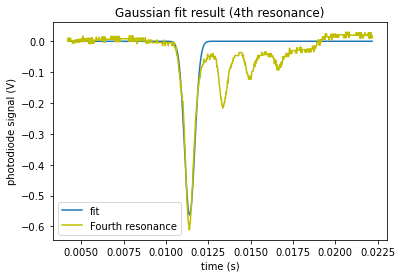 Gaussian fit result (4th resonance)
photodiode signal (V)
0.0
−0.1
−0.2
−0.3
−0.4
−0.5
−0.6
fit
Fourth resonance
0.0050 0.0075 0.0100 0.0125 0.0150 0.0175 0.0200 0.0225
time (s)